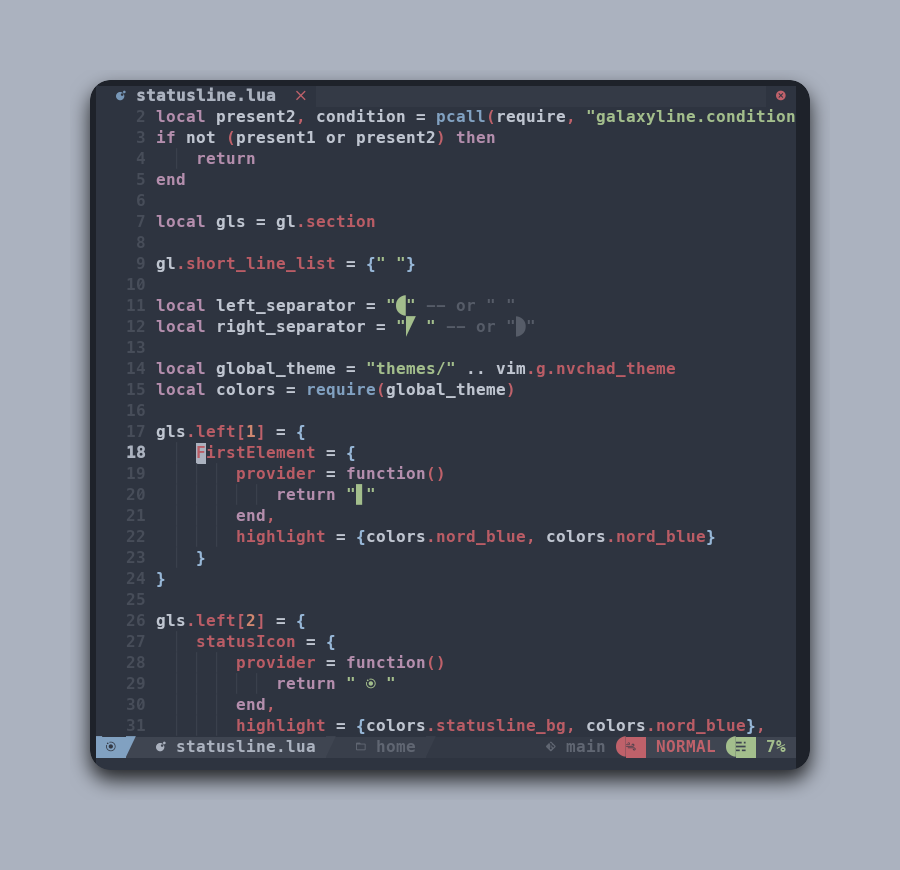 statusline.lua
2 local present2, condition = pcall(require, "galaxyline.condition
3 if not (present1 or present2) then
4     return
5 end
6
7 local gls = gl.section
8
9 gl.short_line_list = {" "}
10
11 local left_separator = "" -- or " "
12 local right_separator = " " -- or ""
13
14 local global_theme = "themes/" .. vim.g.nvchad_theme
15 local colors = require(global_theme)
16
17 gls.left[1] = {
18     FirstElement = {
19         provider = function()
20             return "▋"
21         end,
22         highlight = {colors.nord_blue, colors.nord_blue}
23     }
24 }
25
26 gls.left[2] = {
27     statusIcon = {
28         provider = function()
29             return "  "
30         end,
31         highlight = {colors.statusline_bg, colors.nord_blue},
statusline.lua home main NORMAL 7%